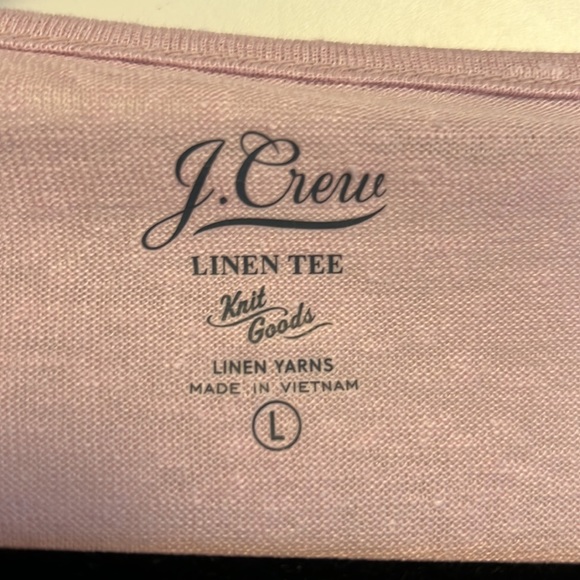 J.Crew
LINEN TEE
Knit
Goods
LINEN YARNS
MADE IN VIETNAM
L